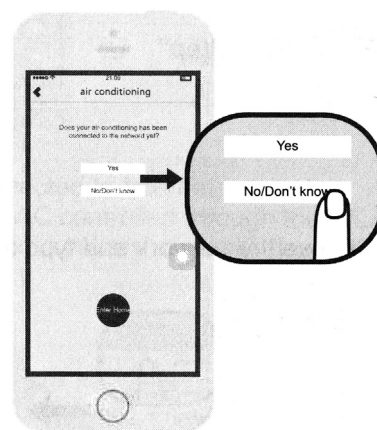 21:00
air conditioning
Does your air-conditioning has been
connected to the network yet?
Yes
No/Don't know
Enter Home
Yes
No/Don't know